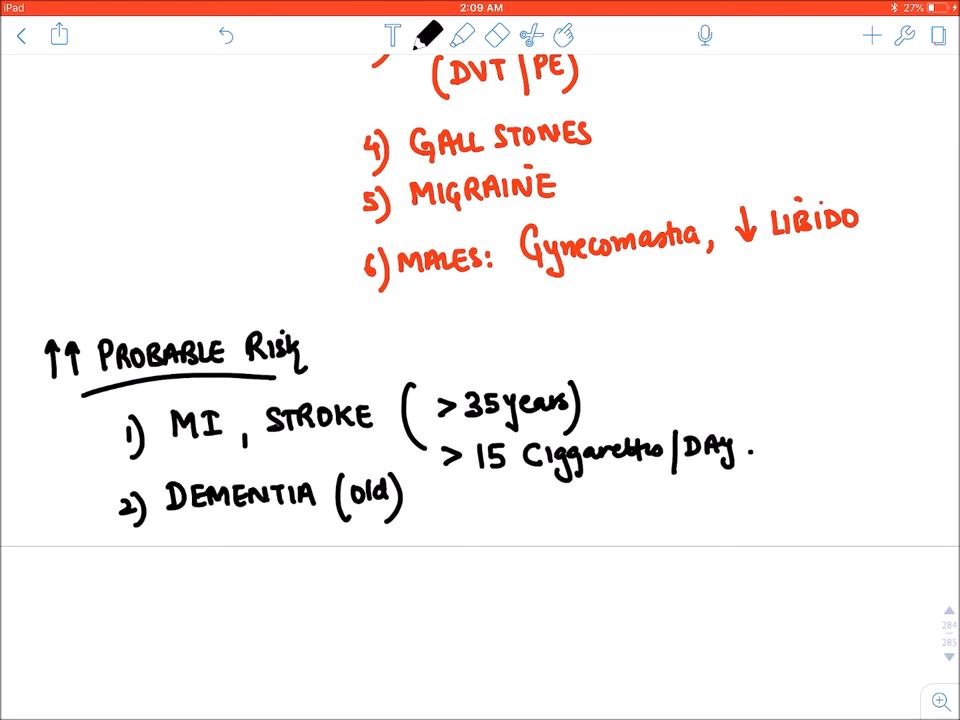 iPad 2:09 AM 27%
T
(DVT / PE)
4) GALL STONES
5) MIGRAINE
6) MALES: Gynecomastia, ↓ LIBIDO
↑↑ PROBABLE RISK
1) MI, STROKE ( > 35 years)
> 15 Ciggarettes / DAY.
2) DEMENTIA (old)
284
285